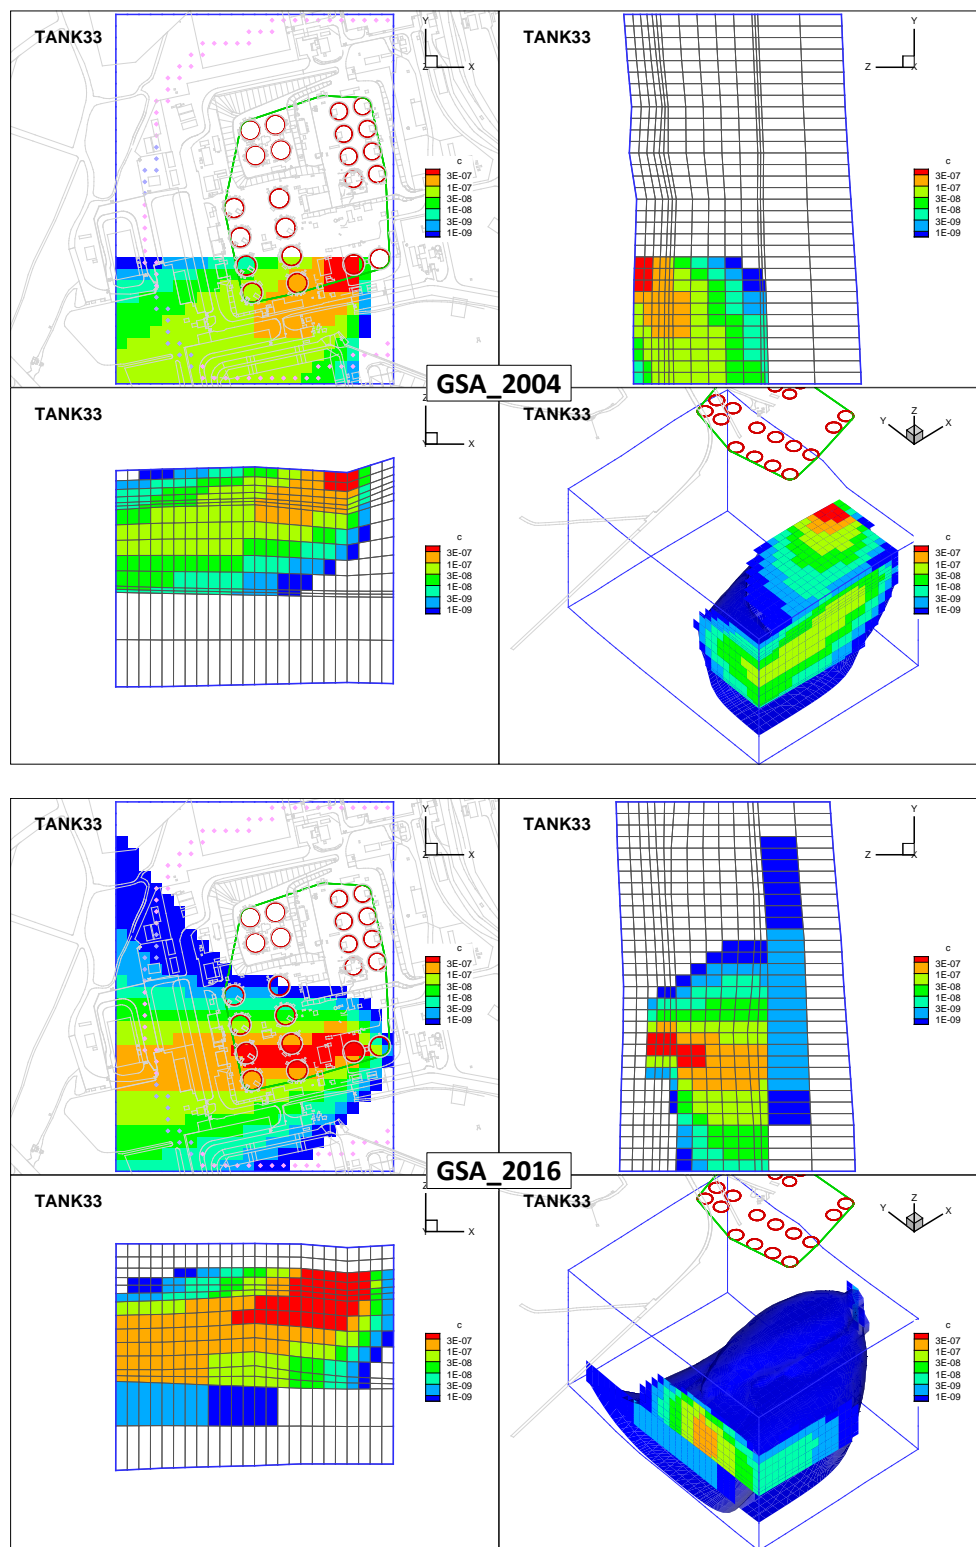 TANK33
Y
Z
X
c
3E-07
1E-07
3E-08
1E-08
3E-09
1E-09
TANK33
Y
Z
X
c
3E-07
1E-07
3E-08
1E-08
3E-09
1E-09
GSA_2004
TANK33
Z
Y
X
c
3E-07
1E-07
3E-08
1E-08
3E-09
1E-09
TANK33
Z
Y
X
c
3E-07
1E-07
3E-08
1E-08
3E-09
1E-09
TANK33
Y
Z
X
c
3E-07
1E-07
3E-08
1E-08
3E-09
1E-09
TANK33
Y
Z
X
c
3E-07
1E-07
3E-08
1E-08
3E-09
1E-09
GSA_2016
TANK33
Z
Y
X
c
3E-07
1E-07
3E-08
1E-08
3E-09
1E-09
TANK33
Z
Y
X
c
3E-07
1E-07
3E-08
1E-08
3E-09
1E-09